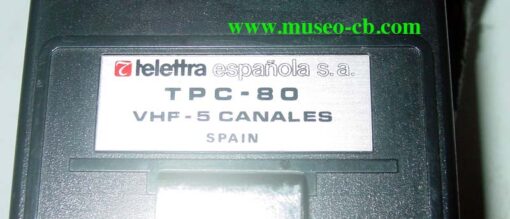 www.museo-cb.com
telettra española s.a.
TPC-80
VHF-5 CANALES
SPAIN